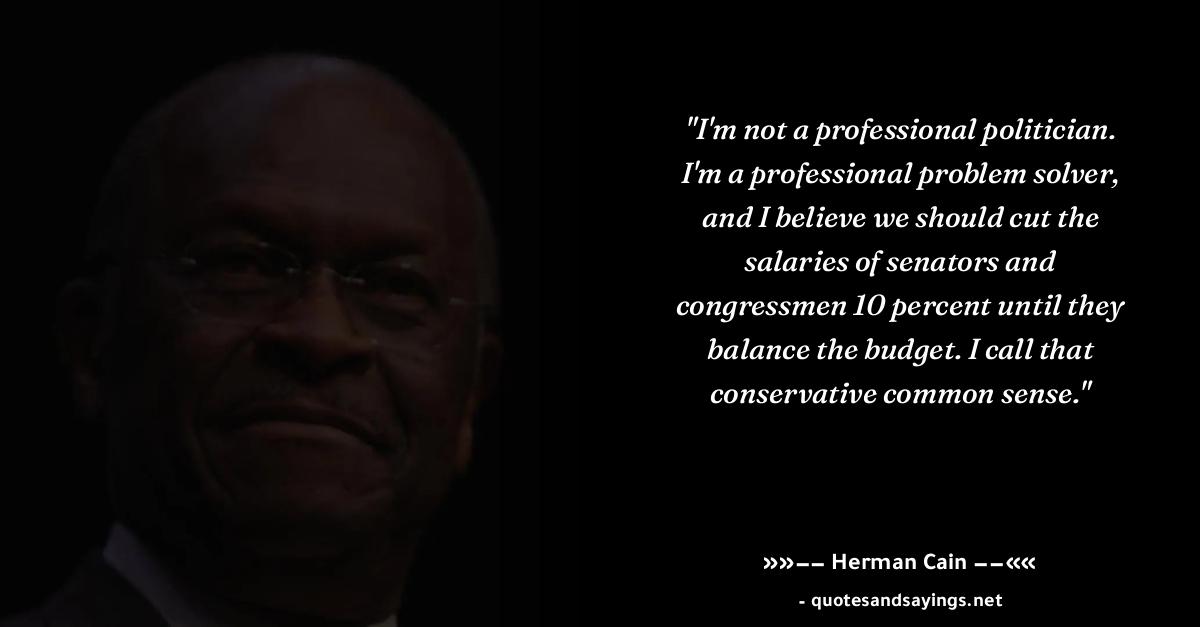 "I'm not a professional politician.
I'm a professional problem solver,
and I believe we should cut the
salaries of senators and
congressmen 10 percent until they
balance the budget. I call that
conservative common sense."
»»−− Herman Cain −−««
- quotesandsayings.net